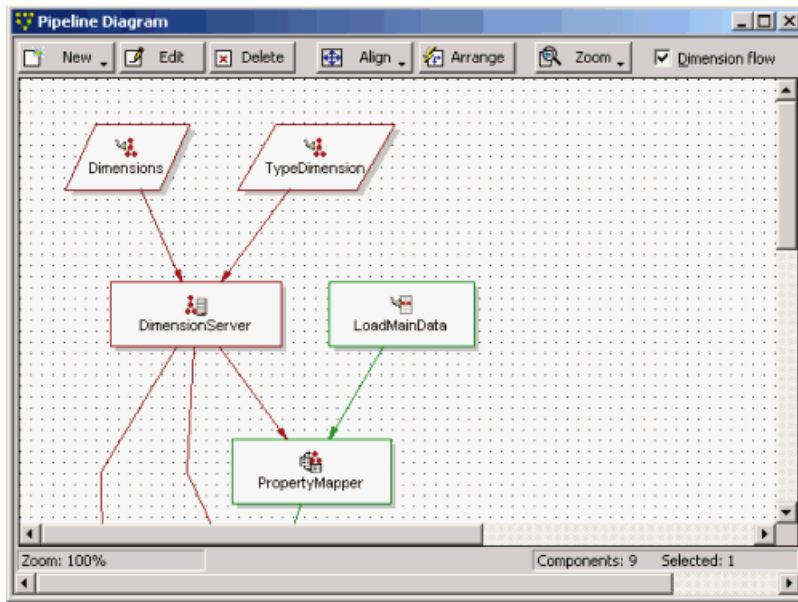 Pipeline Diagram
New Edit Delete Align Arrange Zoom Dimension flow
Dimensions TypeDimension
DimensionServer LoadMainData
PropertyMapper
Zoom: 100% Components: 9 Selected: 1